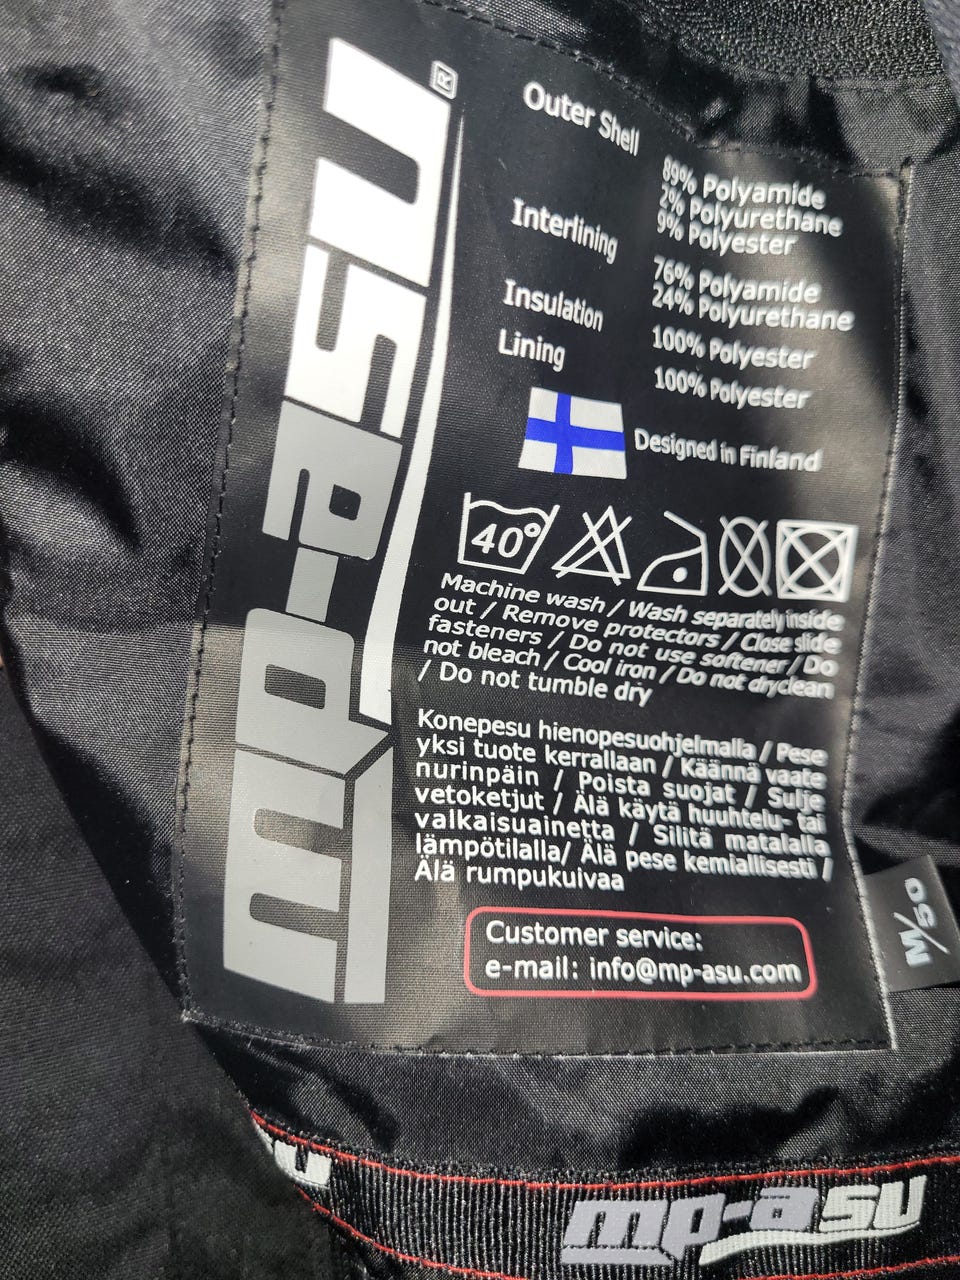 mp-asu®
Outer Shell
89% Polyamide
2% Polyurethane
9% Polyester
Interlining
76% Polyamide
24% Polyurethane
Insulation
100% Polyester
Lining
100% Polyester
Designed in Finland
40°
Machine wash / Wash separately inside
out / Remove protectors / Close slide
fasteners / Do not use softener / Do
not bleach / Cool iron / Do not dryclean
/ Do not tumble dry
Konepesu hienopesuohjelmalla / Pese
yksi tuote kerrallaan / Käännä vaate
nurinpäin / Poista suojat / Sulje
vetoketjut / Älä käytä huuhtelu- tai
valkaisuainetta / Silitä matalalla
lämpötilalla/ Älä pese kemiallisesti /
Älä rumpukuivaa
Customer service:
e-mail: info@mp-asu.com
M/50
su
mp-asu